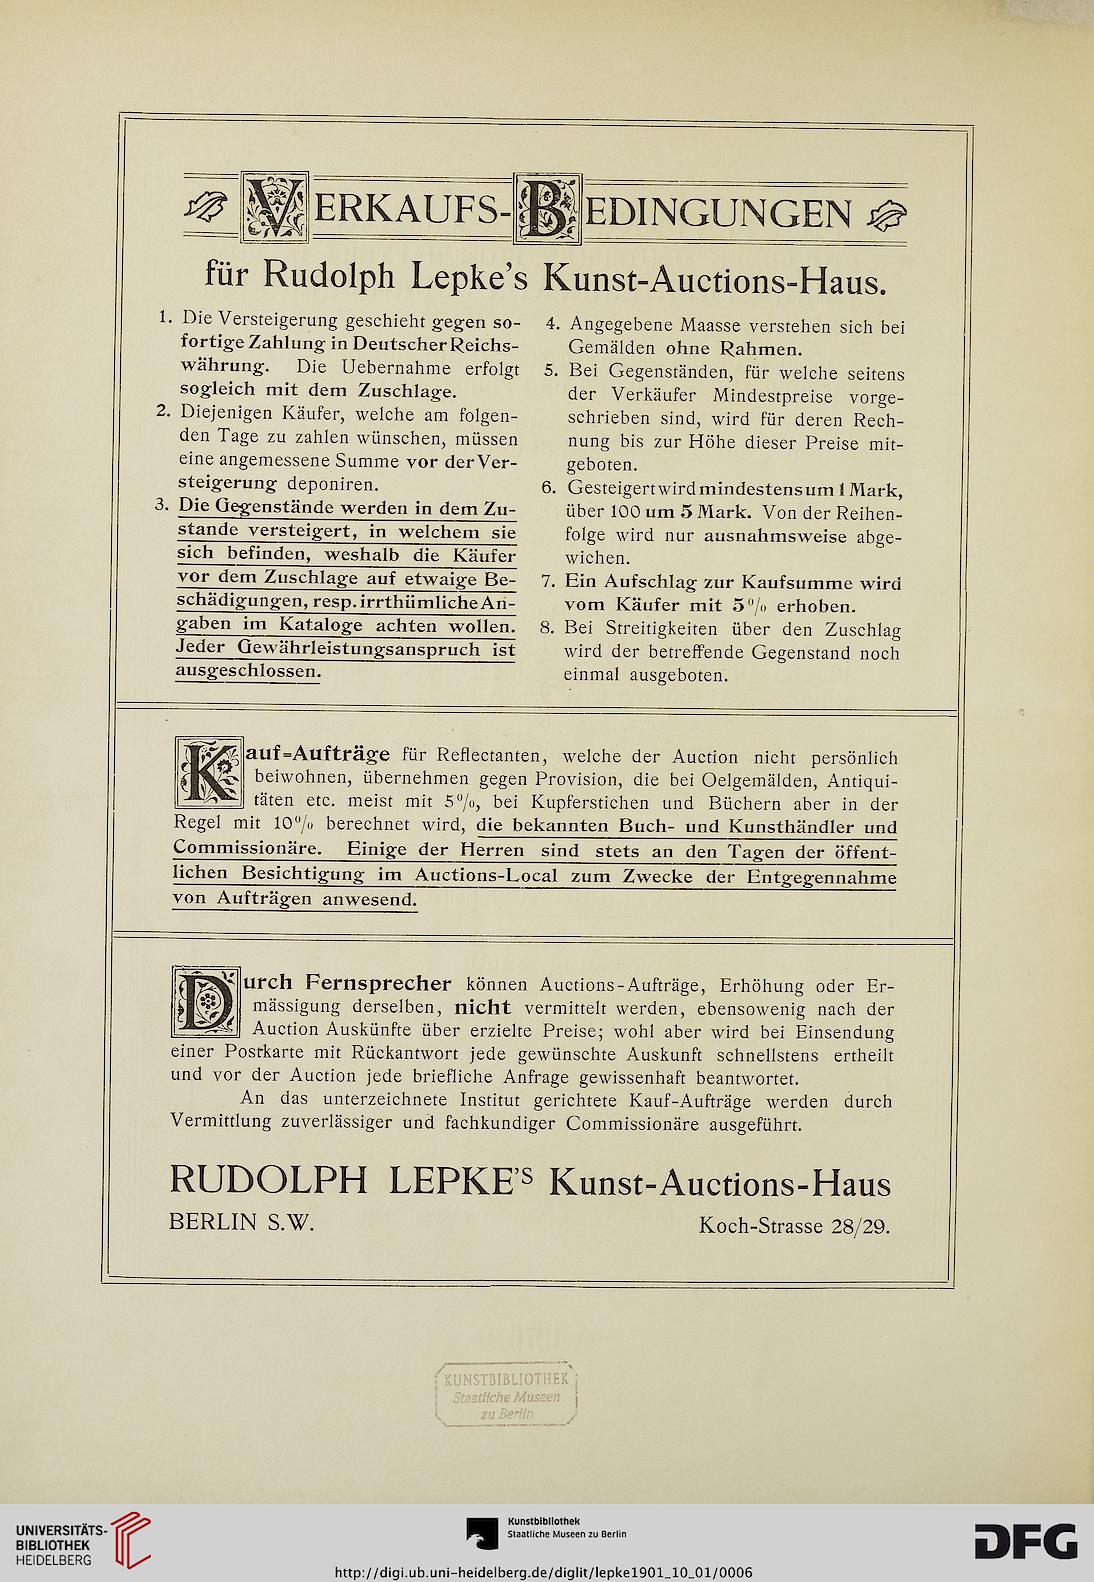 VERKAUFS-BEDINGUNGEN
für Rudolph Lepke's Kunst-Auctions-Haus.
1. Die Versteigerung geschieht gegen so-
fortige Zahlung in Deutscher Reichs-
währung. Die Uebernahme erfolgt
sogleich mit dem Zuschlage.
2. Diejenigen Käufer, welche am folgen-
den Tage zu zahlen wünschen, müssen
eine angemessene Summe vor der Ver-
steigerung deponiren.
3. Die Gegenstände werden in dem Zu-
stande versteigert, in welchem sie
sich befinden, weshalb die Käufer
vor dem Zuschlage auf etwaige Be-
schädigungen, resp. irrthümliche An-
gaben im Kataloge achten wollen.
Jeder Gewährleistungsanspruch ist
ausgeschlossen.
4. Angegebene Maasse verstehen sich bei
Gemälden ohne Rahmen.
5. Bei Gegenständen, für welche seitens
der Verkäufer Mindestpreise vorge-
schrieben sind, wird für deren Rech-
nung bis zur Höhe dieser Preise mit-
geboten.
6. Gesteigert wird mindestens um 1 Mark,
über 100 um 5 Mark. Von der Reihen-
folge wird nur ausnahmsweise abge-
wichen.
7. Ein Aufschlag zur Kaufsumme wird
vom Käufer mit 5% erhoben.
8. Bei Streitigkeiten über den Zuschlag
wird der betreffende Gegenstand noch
einmal ausgeboten.
Kauf=Aufträge für Reflectanten, welche der Auction nicht persönlich
beiwohnen, übernehmen gegen Provision, die bei Oelgemälden, Antiqui-
täten etc. meist mit 5%, bei Kupferstichen und Büchern aber in der
Regel mit 10% berechnet wird, die bekannten Buch- und Kunsthändler und
Commissionäre. Einige der Herren sind stets an den Tagen der öffent-
lichen Besichtigung im Auctions-Local zum Zwecke der Entgegennahme
von Aufträgen anwesend.
Durch Fernsprecher können Auctions-Aufträge, Erhöhung oder Er-
mässigung derselben, nicht vermittelt werden, ebensowenig nach der
Auction Auskünfte über erzielte Preise; wohl aber wird bei Einsendung
einer Postkarte mit Rückantwort jede gewünschte Auskunft schnellstens ertheilt
und vor der Auction jede briefliche Anfrage gewissenhaft beantwortet.
An das unterzeichnete Institut gerichtete Kauf-Aufträge werden durch
Vermittlung zuverlässiger und fachkundiger Commissionäre ausgeführt.
RUDOLPH LEPKE'S Kunst-Auctions-Haus
BERLIN S.W. Koch-Strasse 28/29.
KUNSTBIBLIOTHEK
Staatliche Museen
zu Berlin
UNIVERSITÄTS-
BIBLIOTHEK
HEIDELBERG
Kunstbibliothek
Staatliche Museen zu Berlin
DFG
http://digi.ub.uni-heidelberg.de/diglit/lepke1901_10_01/0006